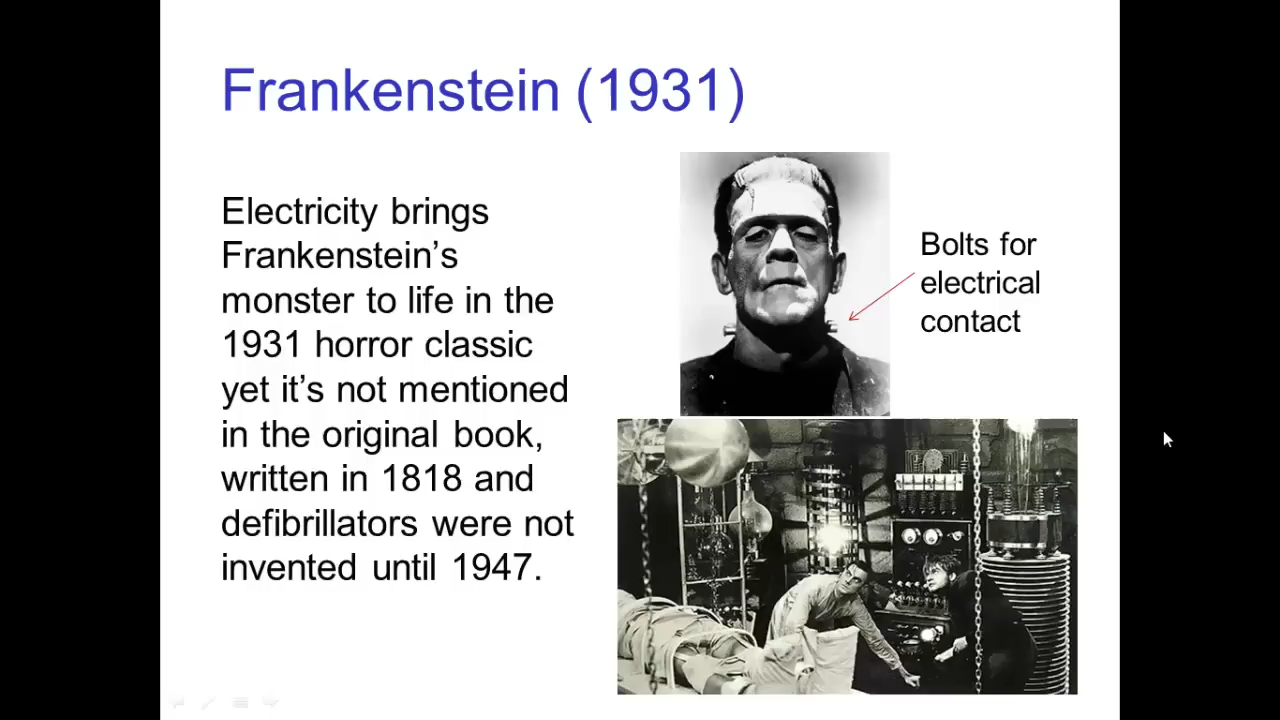 Frankenstein (1931)
Electricity brings
Frankenstein’s
monster to life in the
1931 horror classic
yet it’s not mentioned
in the original book,
written in 1818 and
defibrillators were not
invented until 1947.
Bolts for
electrical
contact